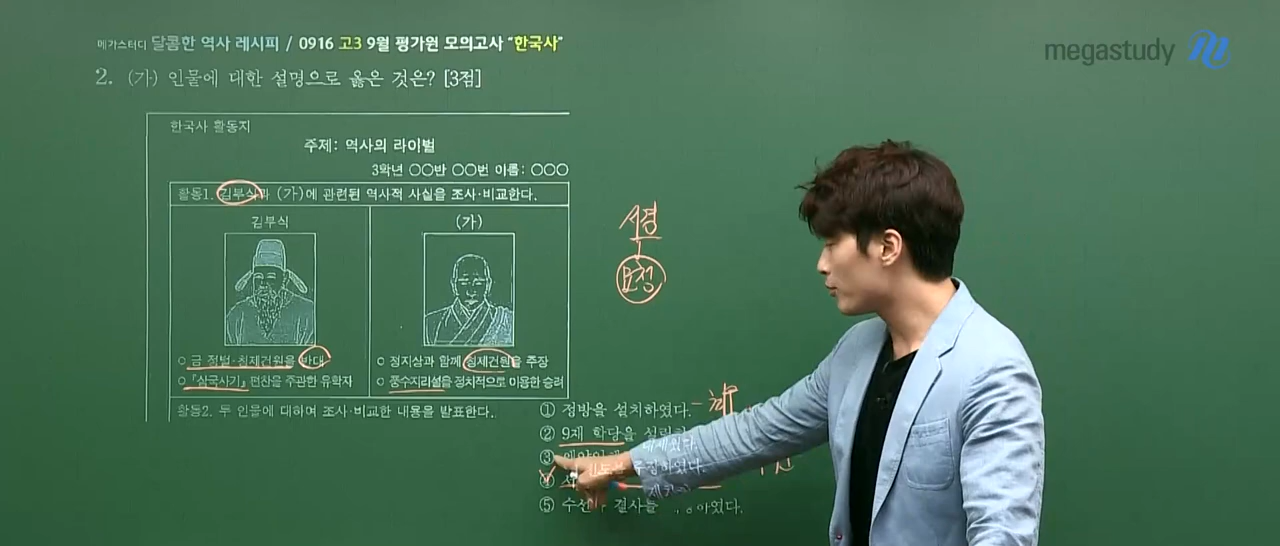 메가스터디 달콤한 역사 레시피 / 0916 고3 9월 평가원 모의고사 "한국사"
megastudy
2. (가) 인물에 대한 설명으로 옳은 것은? [3점]
한국사 활동지
주제: 역사의 라이벌
3학년 ○○반 ○○번 이름: ○○○
활동1. 김부식과 (가)에 관련된 역사적 사실을 조사·비교한다.
김부식
(가)
○ 금 정벌·칭제건원을 반대
○ 『삼국사기』 편찬을 주관한 유학자
○ 정지상과 함께 칭제건원을 주장
○ 풍수지리설을 정치적으로 이용한 승려
활동2. 두 인물에 대하여 조사·비교한 내용을 발표한다.
서경
묘청
① 정방을 설치하였다.
② 9재 학당을
③
④
⑤ 수선 결사를